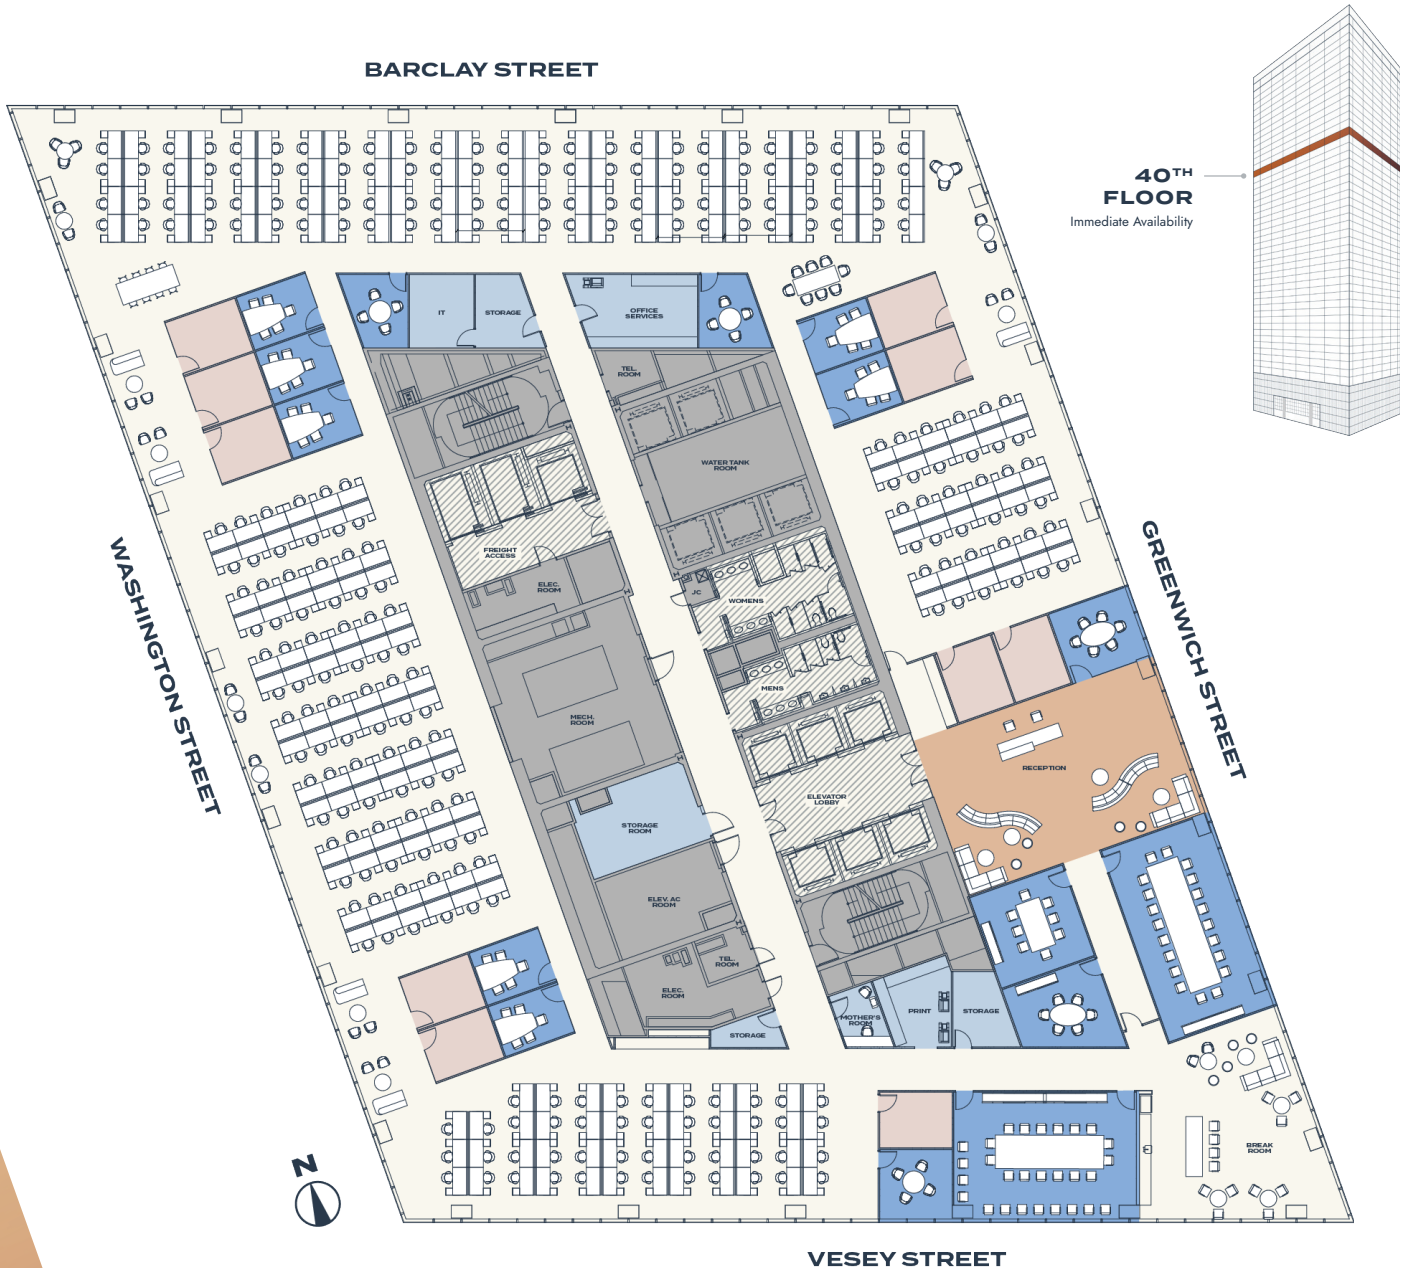 BARCLAY STREET
40TH
FLOOR
Immediate Availability
IT
STORAGE
OFFICE
SERVICES
TEL.
ROOM
WATER TANK
ROOM
FREIGHT
ACCESS
ELEC.
ROOM
JC
WOMENS
MENS
MECH.
ROOM
WASHINGTON STREET
GREENWICH STREET
RECEPTION
ELEVATOR
LOBBY
STORAGE
ROOM
ELEV. AC
ROOM
TEL.
ROOM
ELEC.
ROOM
STORAGE
MOTHER'S
ROOM
PRINT
STORAGE
BREAK
ROOM
N
VESEY STREET